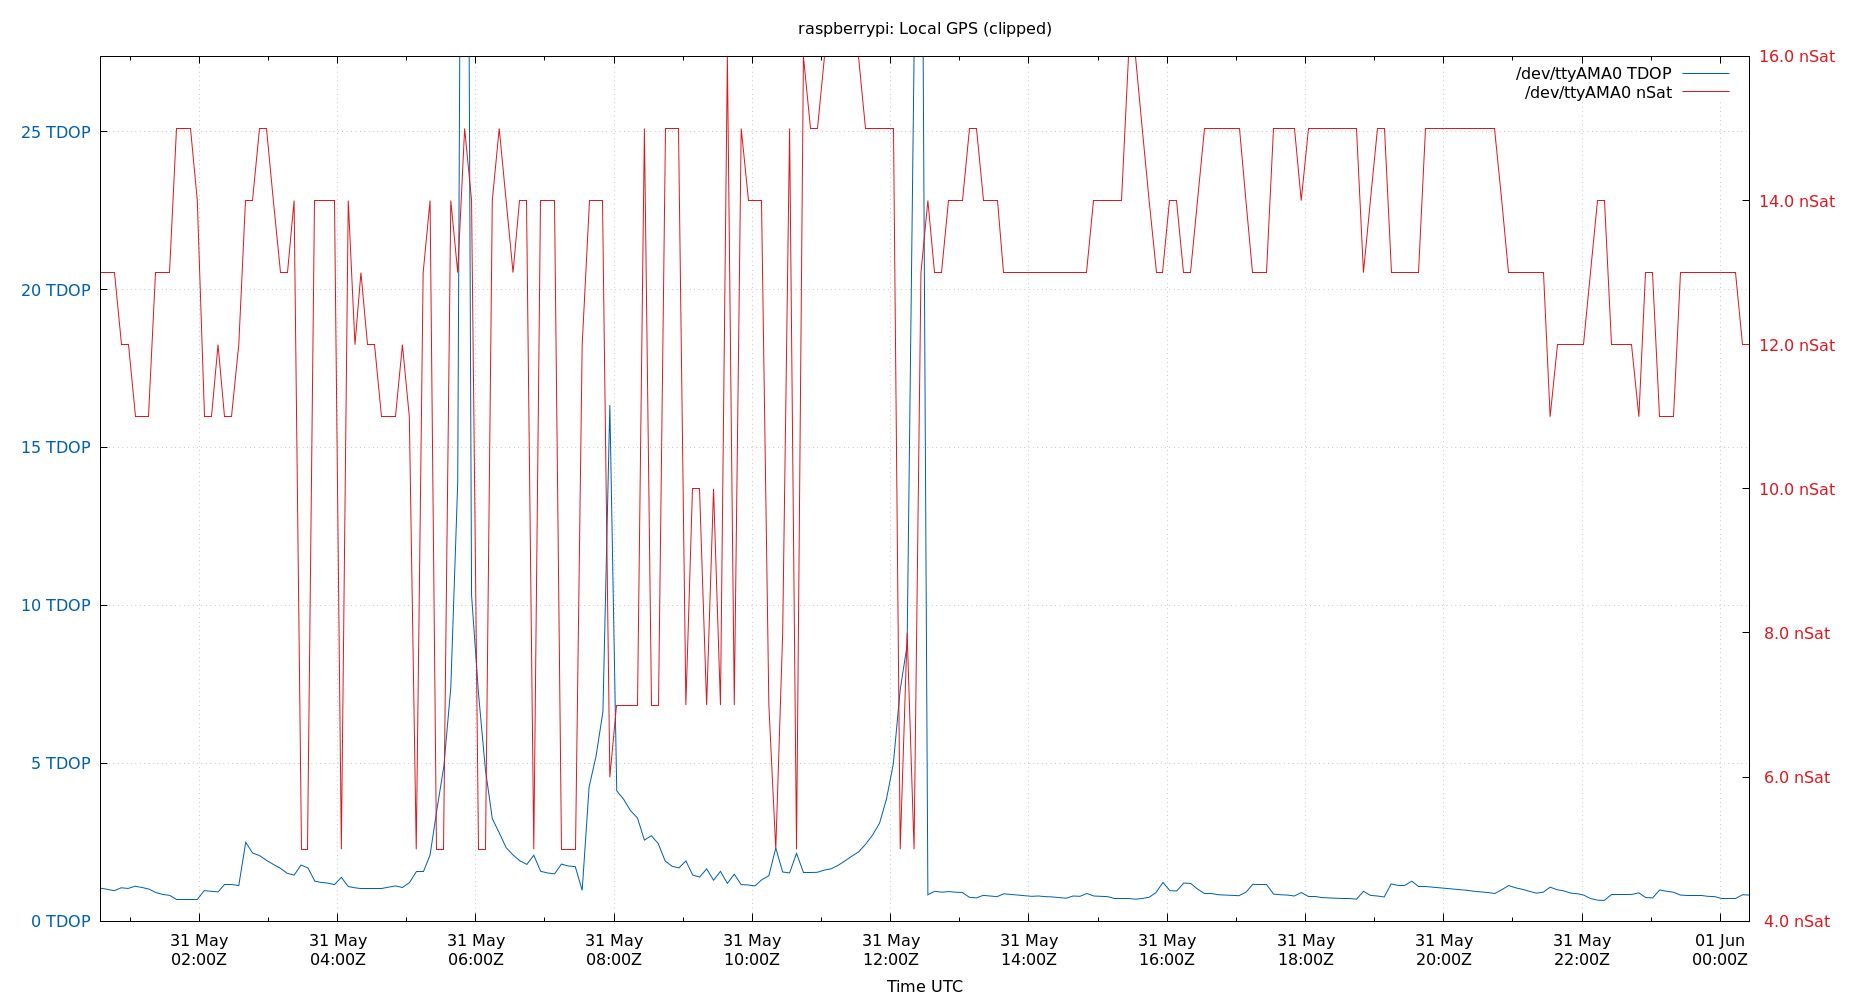 raspberrypi: Local GPS (clipped)
/dev/ttyAMA0 TDOP
/dev/ttyAMA0 nSat
25 TDOP
20 TDOP
15 TDOP
10 TDOP
5 TDOP
0 TDOP
16.0 nSat
14.0 nSat
12.0 nSat
10.0 nSat
8.0 nSat
6.0 nSat
4.0 nSat
31 May
02:00Z
31 May
04:00Z
31 May
06:00Z
31 May
08:00Z
31 May
10:00Z
31 May
12:00Z
31 May
14:00Z
31 May
16:00Z
31 May
18:00Z
31 May
20:00Z
31 May
22:00Z
01 Jun
00:00Z
Time UTC